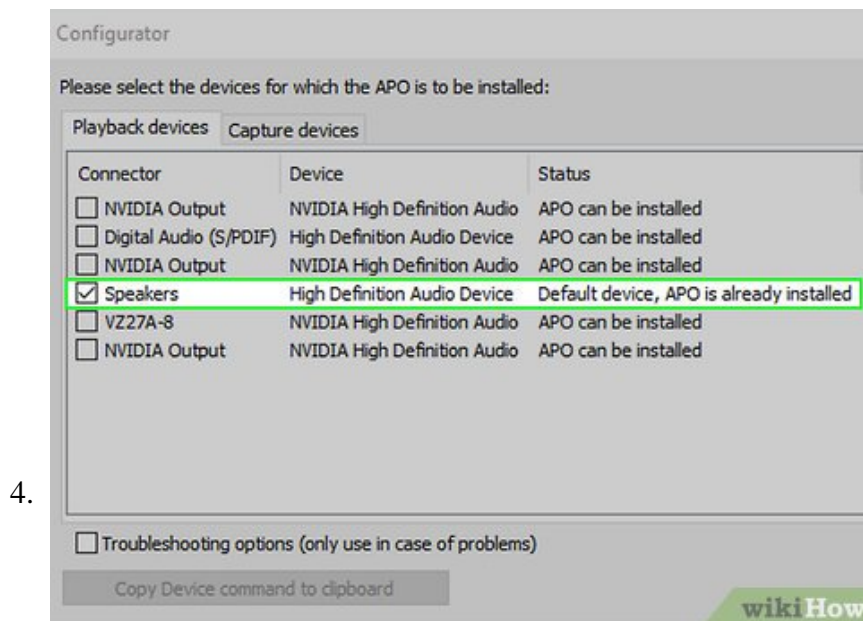 Configurator
Please select the devices for which the APO is to be installed:
Playback devices Capture devices
Connector Device Status
NVIDIA Output NVIDIA High Definition Audio APO can be installed
Digital Audio (S/PDIF) High Definition Audio Device APO can be installed
NVIDIA Output NVIDIA High Definition Audio APO can be installed
Speakers High Definition Audio Device Default device, APO is already installed
VZ27A-8 NVIDIA High Definition Audio APO can be installed
NVIDIA Output NVIDIA High Definition Audio APO can be installed
4.
Troubleshooting options (only use in case of problems)
Copy Device command to clipboard
wikiHow